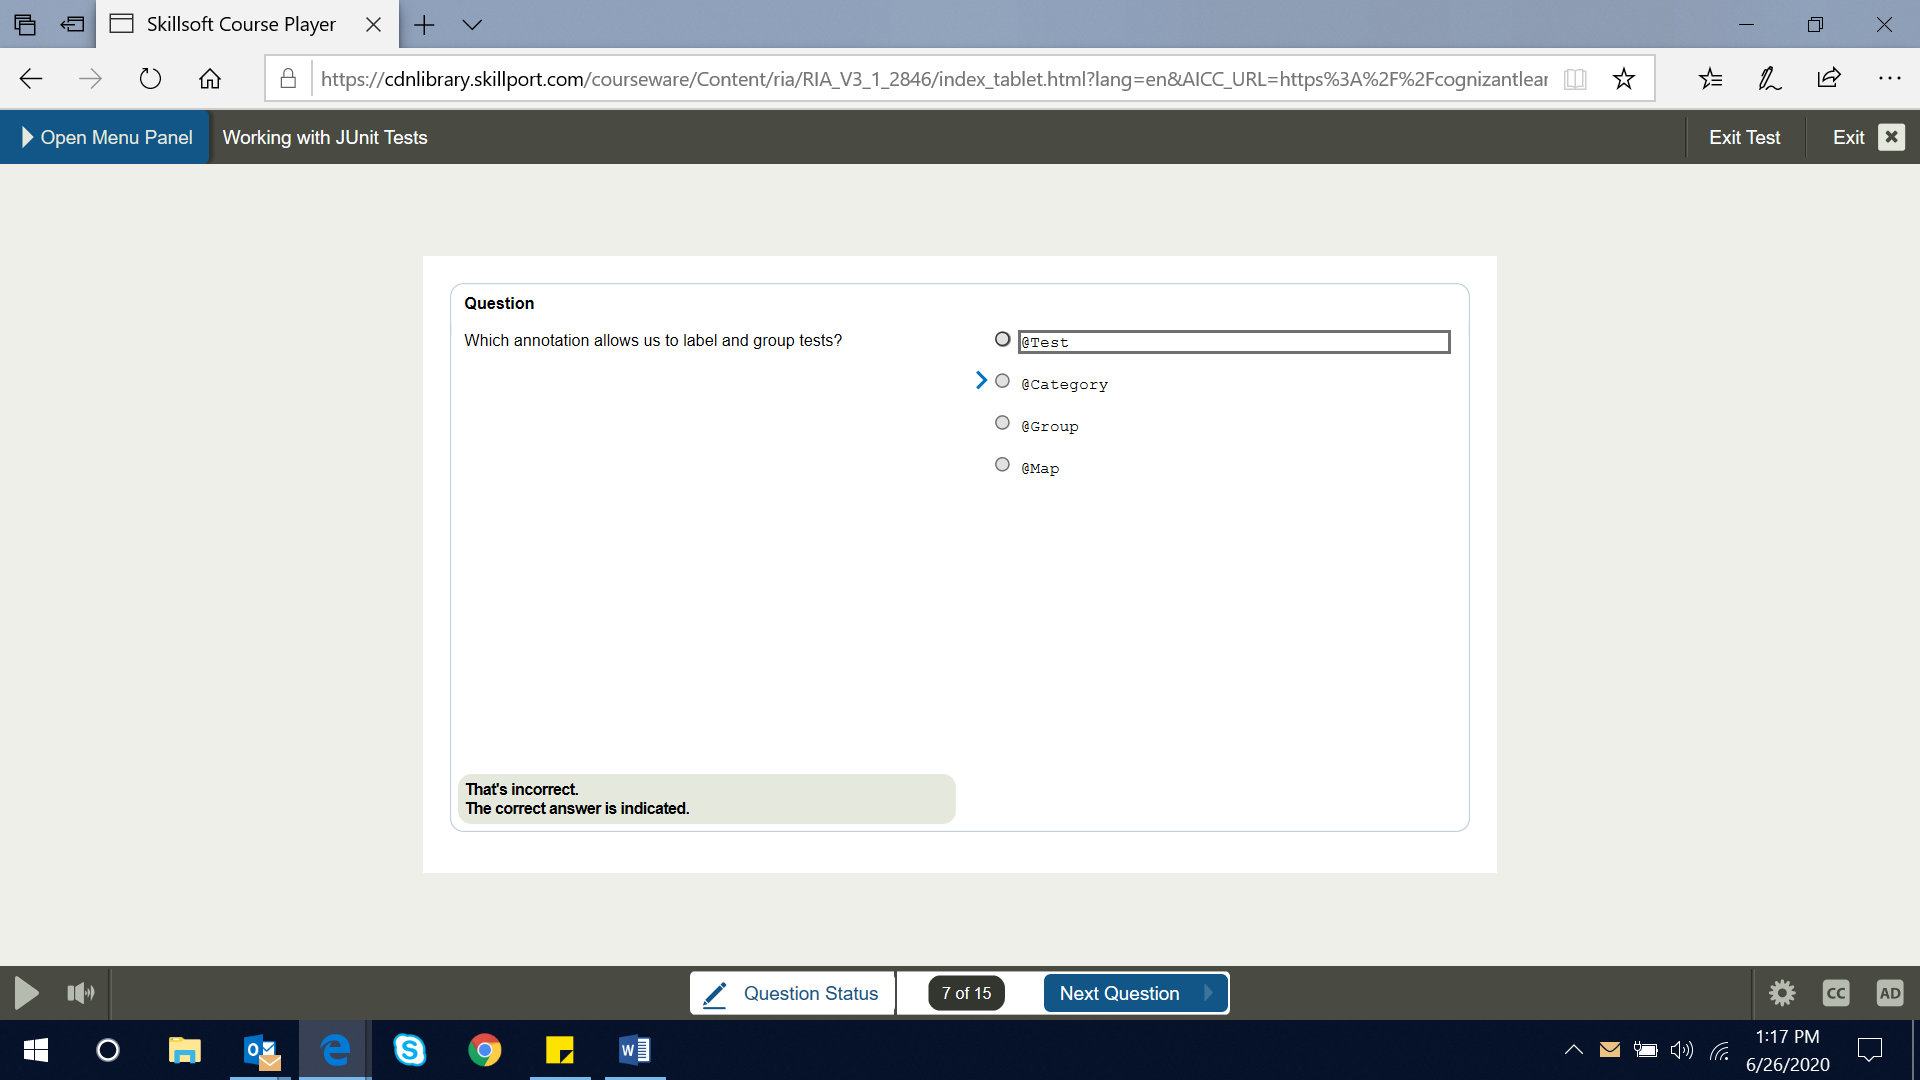 Skillsoft Course Player
https://cdnlibrary.skillport.com/courseware/Content/ria/RIA_V3_1_2846/index_tablet.html?lang=en&AICC_URL=https%3A%2F%2Fcognizantlear
Open Menu Panel
Working with JUnit Tests
Exit Test
Exit
Question
Which annotation allows us to label and group tests?
@Test
@Category
@Group
@Map
That's incorrect.
The correct answer is indicated.
Question Status
7 of 15
Next Question
CC
AD
1:17 PM
6/26/2020